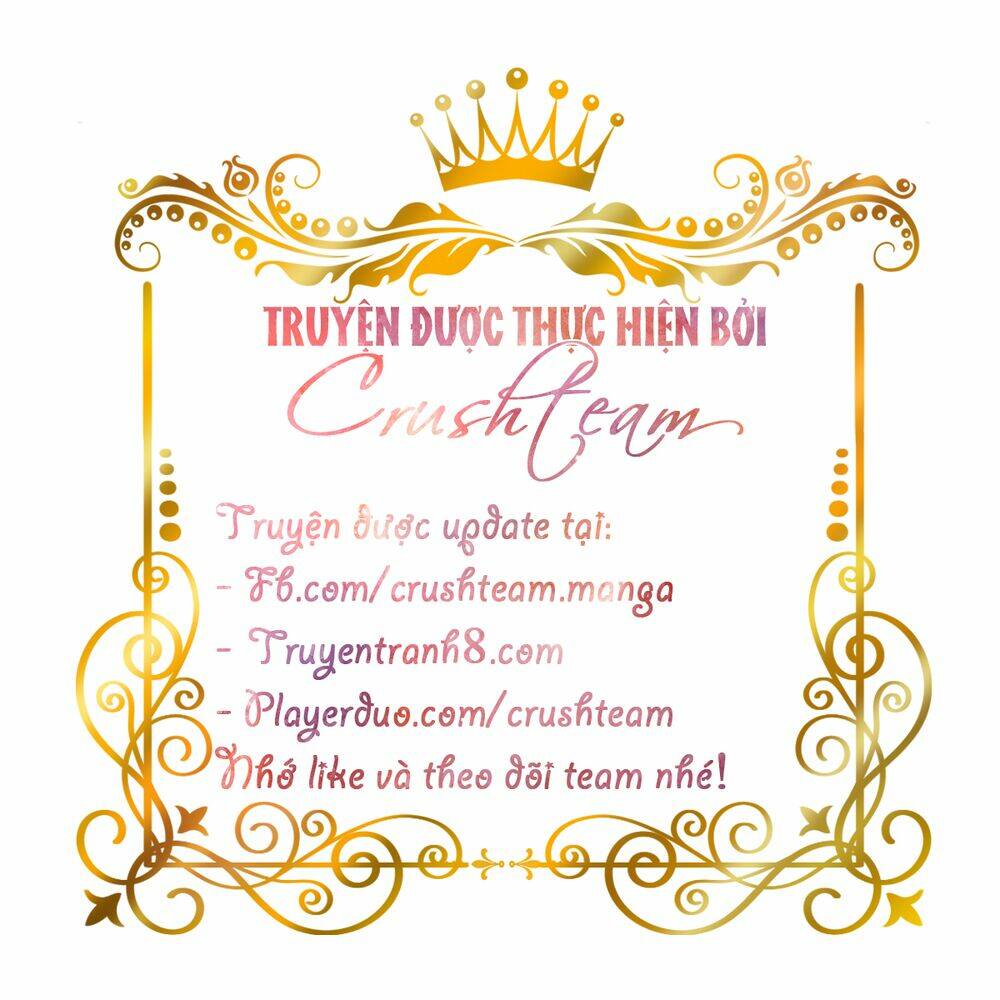 TRUYỆN ĐƯỢC THỰC HIỆN BỞI
Crushteam
Truyện được update tại:
- Fb.com/crushteam.manga
- Truyentranh8.com
- Playerduo.com/crushteam
Nhớ like và theo dõi team nhé!